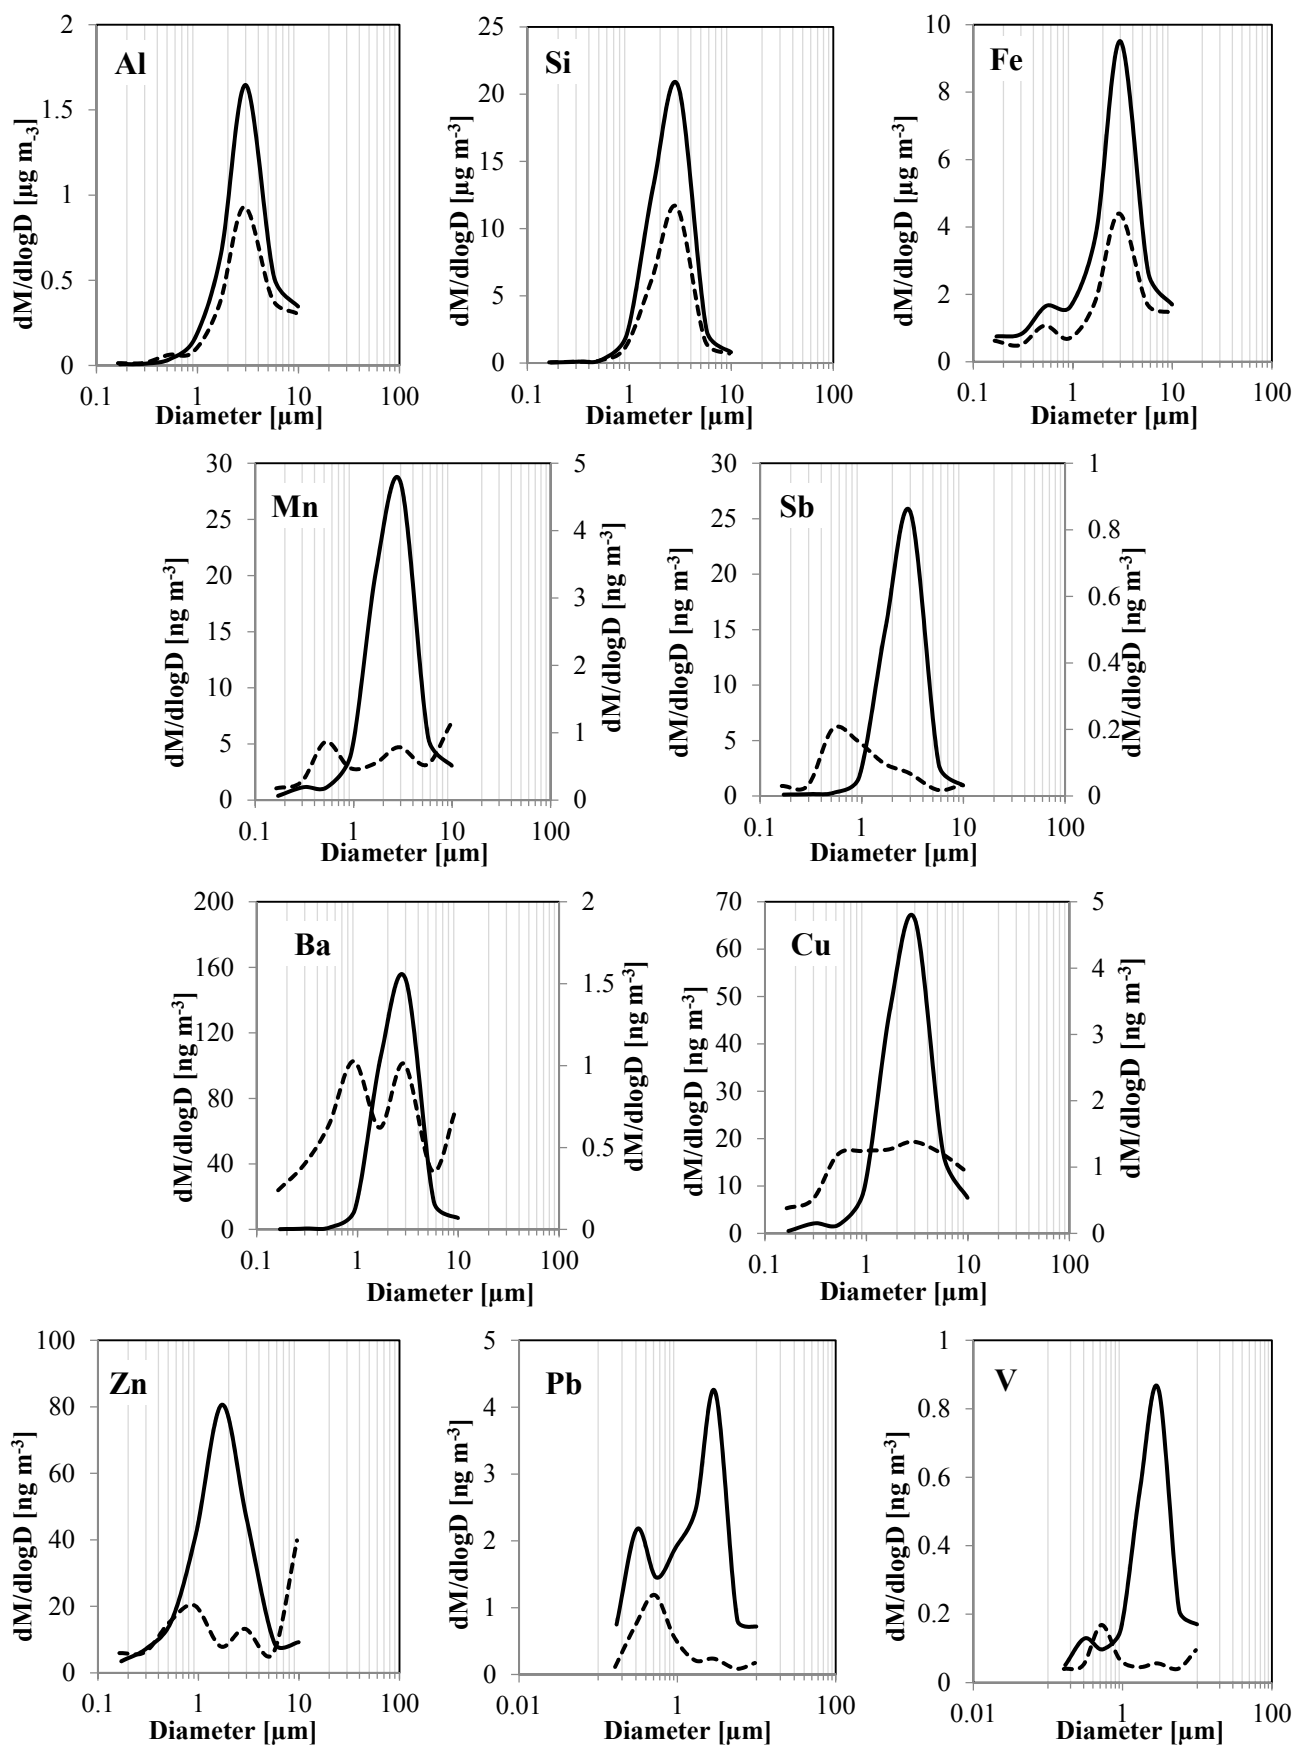 Al
2
1.5
1
0.5
0
0.1 1 10 100
dM/dlogD [µg m-3]
Diameter [µm]
Si
25
20
15
10
5
0
0.1 1 10 100
dM/dlogD [µg m-3]
Diameter [µm]
Fe
10
8
6
4
2
0
0.1 1 10 100
dM/dlogD [µg m-3]
Diameter [µm]
Mn
30
25
20
15
10
5
0
5
4
3
2
1
0
0.1 1 10 100
dM/dlogD [ng m-3]
dM/dlogD [ng m-3]
Diameter [µm]
Sb
30
25
20
15
10
5
0
1
0.8
0.6
0.4
0.2
0
0.1 1 10 100
dM/dlogD [ng m-3]
dM/dlogD [ng m-3]
Diameter [µm]
Ba
200
160
120
80
40
0
2
1.5
1
0.5
0
0.1 1 10 100
dM/dlogD [ng m-3]
dM/dlogD [ng m-3]
Diameter [µm]
Cu
70
60
50
40
30
20
10
0
5
4
3
2
1
0
0.1 1 10 100
dM/dlogD [ng m-3]
dM/dlogD [ng m-3]
Diameter [µm]
Zn
100
80
60
40
20
0
0.1 1 10 100
dM/dlogD [ng m-3]
Diameter [µm]
Pb
5
4
3
2
1
0
0.01 1 100
dM/dlogD [ng m-3]
Diameter [µm]
V
1
0.8
0.6
0.4
0.2
0
0.01 1 100
dM/dlogD [ng m-3]
Diameter [µm]